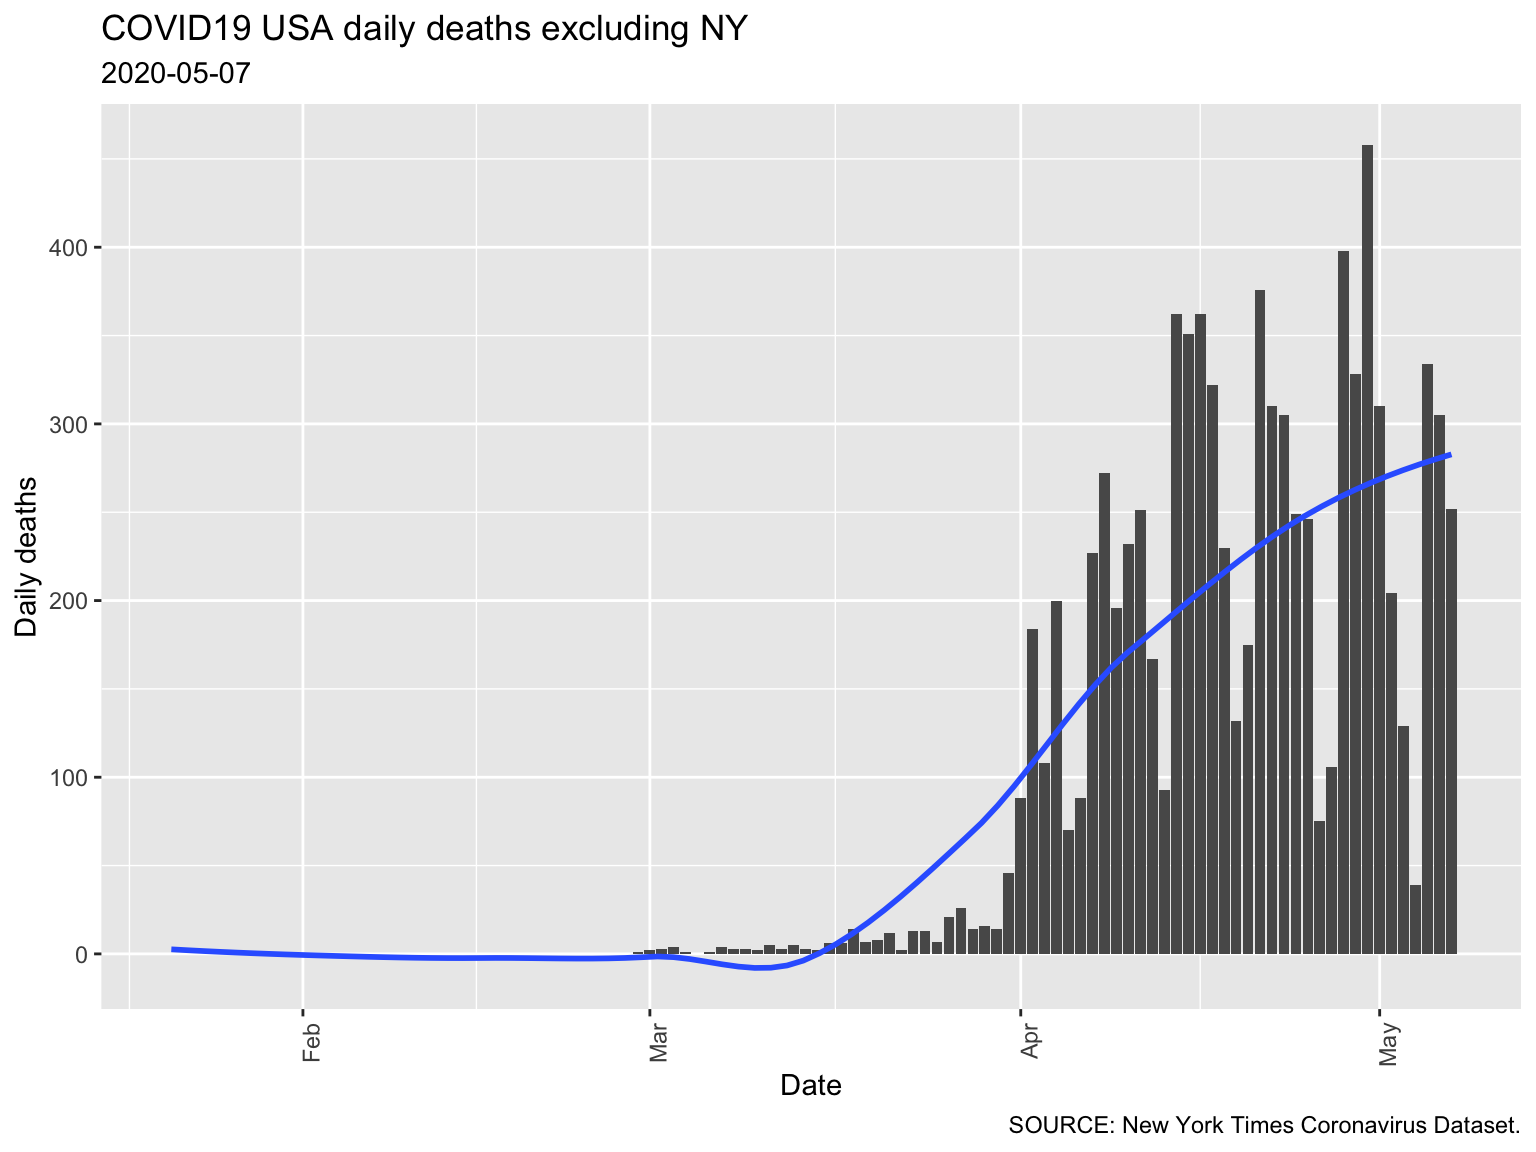 COVID19 USA daily deaths excluding NY
2020-05-07
Daily deaths
400
300
200
100
0
Feb
Mar
Apr
May
Date
SOURCE: New York Times Coronavirus Dataset.